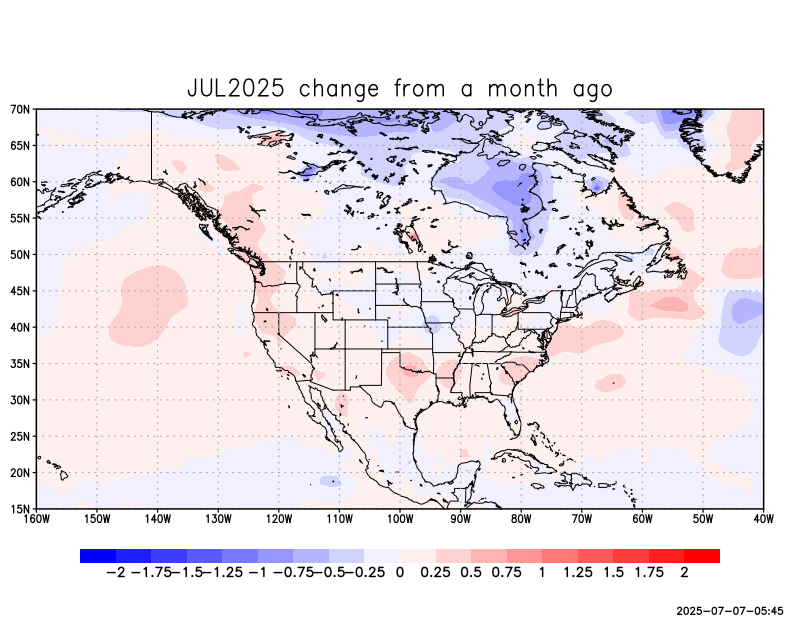 JUL2025 change from a month ago
70N
65N
60N
55N
50N
45N
40N
35N
30N
25N
20N
15N
160W 150W 140W 130W 120W 110W 100W 90W 80W 70W 60W 50W 40W
-2 -1.75 -1.5 -1.25 -1 -0.75 -0.5 -0.25 0 0.25 0.5 0.75 1 1.25 1.5 1.75 2
2025-07-07-05:45